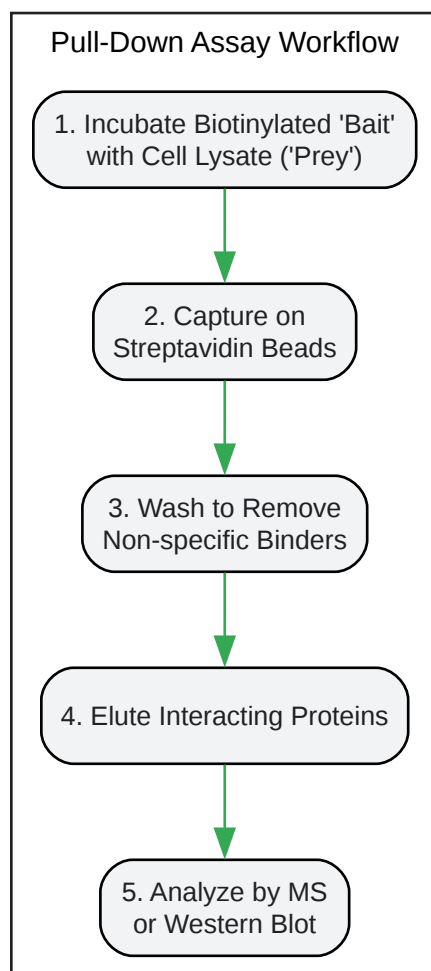 Pull-Down Assay Workflow
1. Incubate Biotinylated 'Bait'
with Cell Lysate ('Prey')
2. Capture on
Streptavidin Beads
3. Wash to Remove
Non-specific Binders
4. Elute Interacting Proteins
5. Analyze by MS
or Western Blot